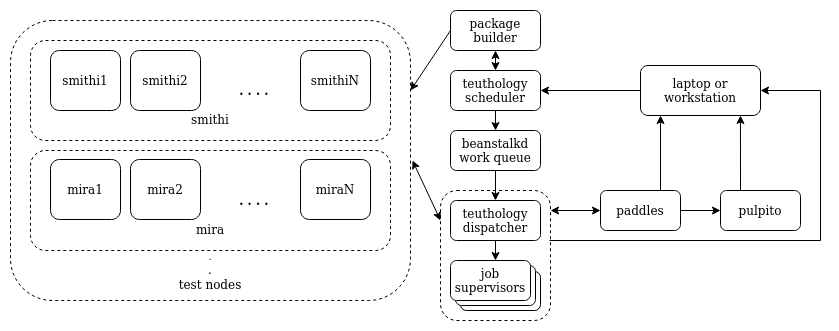 package
builder
smithi1
smithi2
....
smithiN
smithi
teuthology
scheduler
laptop or
workstation
beanstalkd
work queue
mira1
mira2
....
miraN
mira
teuthology
dispatcher
paddles
pulpito
.
.
test nodes
job
supervisors